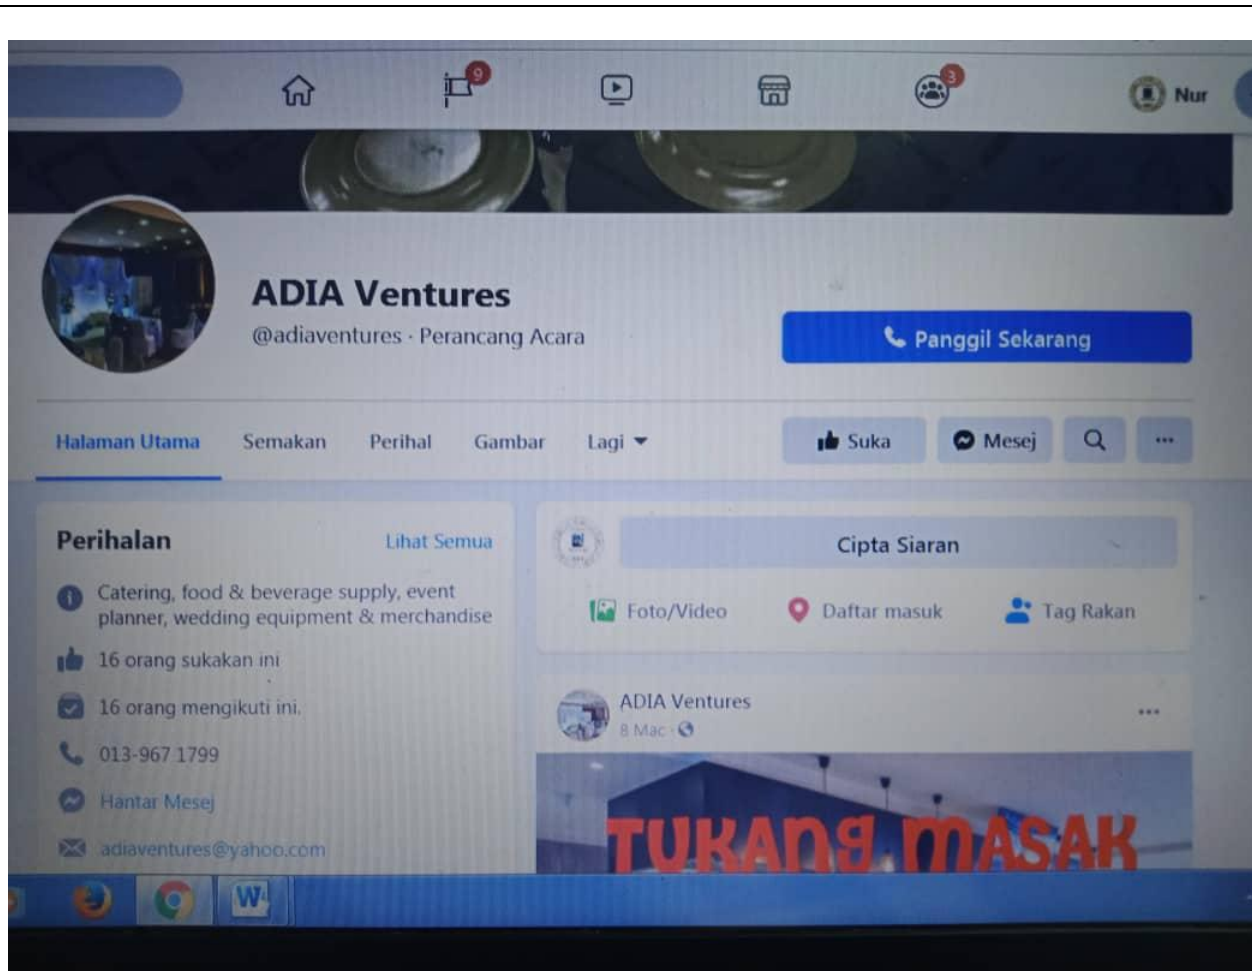 9
3
Nur
ADIA Ventures
@adiaventures · Perancang Acara
Panggil Sekarang
Halaman Utama
Semakan
Perihal
Gambar
Lagi
Suka
Mesej
Perihalan
Lihat Semua
Catering, food & beverage supply, event
planner, wedding equipment & merchandise
16 orang sukakan ini
16 orang mengikuti ini.
013-967 1799
Hantar Mesej
adiaventures@yahoo.com
Cipta Siaran
Foto/Video
Daftar masuk
Tag Rakan
ADIA Ventures
8 Mac ·
TUKANG MASAK
W